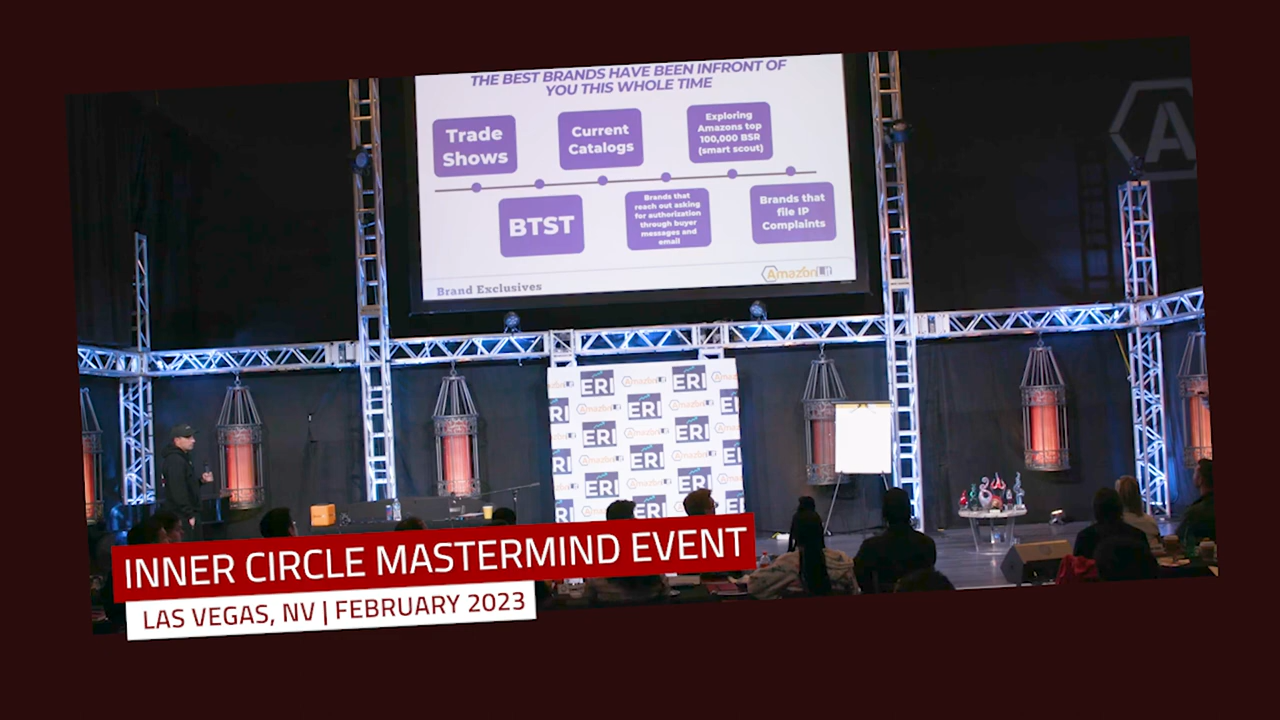 THE BEST BRANDS HAVE BEEN INFRONT OF
YOU THIS WHOLE TIME
Trade
Shows
Current
Catalogs
Exploring
Amazons top
100,000 BSR
(smart scout)
BTST
Brands that
reach out asking
for authorization
through buyer
messages and
email
Brands that
file IP
Complaints
Brand Exclusives
AmazonLit
A
ERI
ERI
ERI
ERI
ERI
ERI
ERI
ERI
INNER CIRCLE MASTERMIND EVENT
LAS VEGAS, NV | FEBRUARY 2023